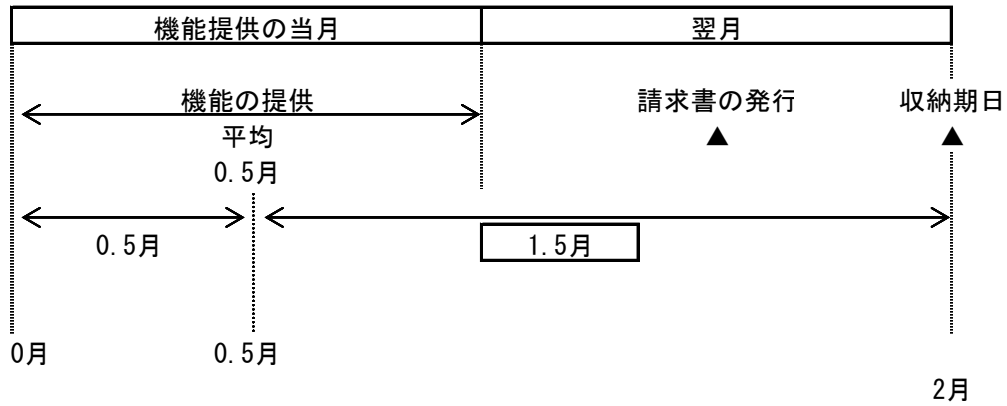 機能提供の当月 翌月
機能の提供 請求書の発行 収納期日
平均 ▲ ▲
0.5月
0.5月 1.5月
0月 0.5月
2月